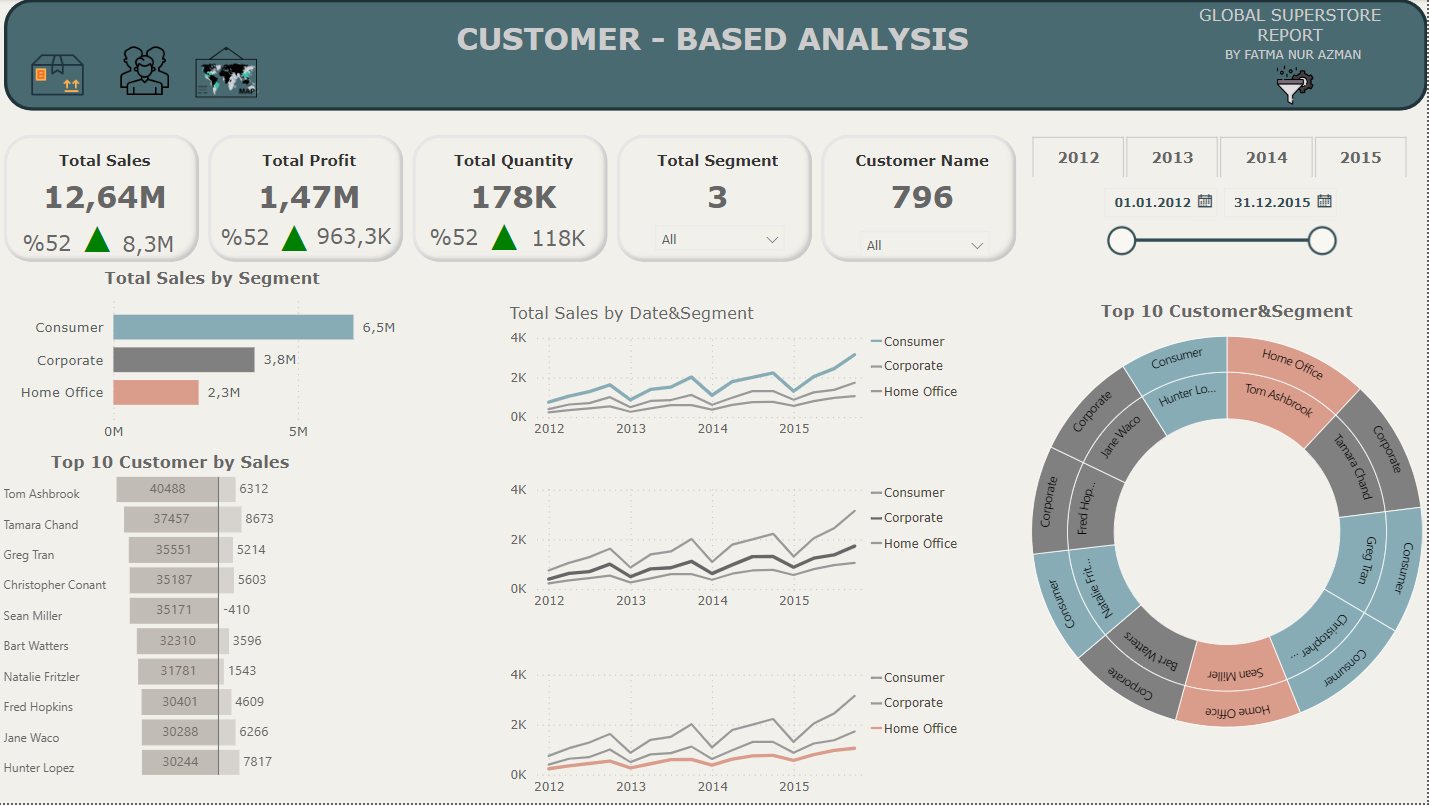 CUSTOMER - BASED ANALYSIS
GLOBAL SUPERSTORE
REPORT
BY FATMA NUR AZMAN
MAP
Total Sales
12,64M
%52 8,3M
Total Profit
1,47M
%52 963,3K
Total Quantity
178K
%52 118K
Total Segment
3
All
Customer Name
796
All
2012 2013 2014 2015
01.01.2012 31.12.2015
Total Sales by Segment
Consumer 6,5M
Corporate 3,8M
Home Office 2,3M
0M 5M
Top 10 Customer by Sales
Tom Ashbrook 40488 6312
Tamara Chand 37457 8673
Greg Tran 35551 5214
Christopher Conant 35187 5603
Sean Miller 35171 -410
Bart Watters 32310 3596
Natalie Fritzler 31781 1543
Fred Hopkins 30401 4609
Jane Waco 30288 6266
Hunter Lopez 30244 7817
Total Sales by Date&Segment
4K
2K
0K
2012 2013 2014 2015
Consumer
Corporate
Home Office
4K
2K
0K
2012 2013 2014 2015
Consumer
Corporate
Home Office
4K
2K
0K
2012 2013 2014 2015
Consumer
Corporate
Home Office
Top 10 Customer&Segment
Home Office
Tom Ashbrook
Corporate
Tamara Chand
Consumer
Greg Tran
Consumer
Christopher ...
Home Office
Sean Miller
Corporate
Bart Watters
Consumer
Natalie Frit...
Corporate
Fred Hop...
Corporate
Jane Waco
Consumer
Hunter Lo...